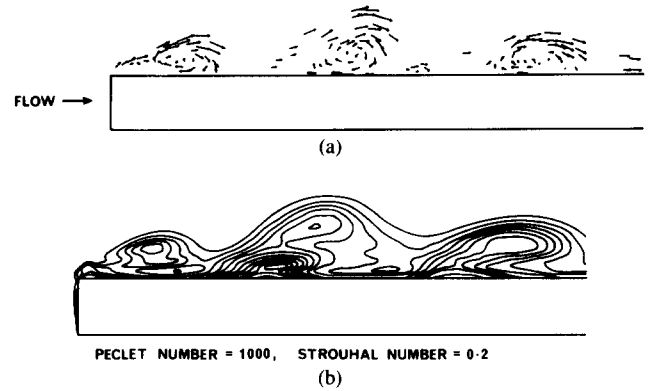 FLOW
(a)
PECLET NUMBER = 1000, STROUHAL NUMBER = 0·2
(b)